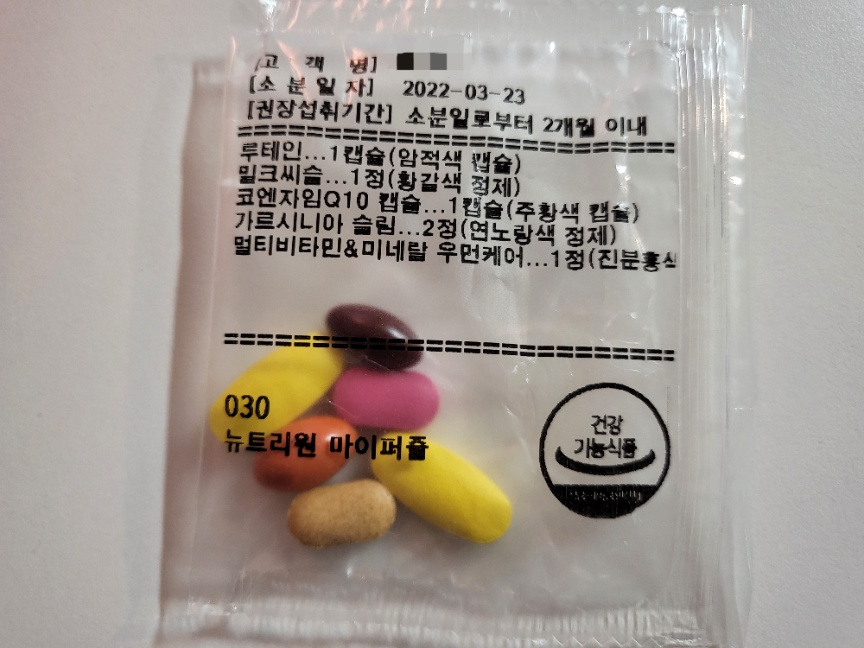 [고 객 명]
[소 분 일 자] 2022-03-23
[권장섭취기간] 소분일로부터 2개월 이내
루테인...1캡슐(암적색 캡슐)
밀크씨슬...1정(황갈색 정제)
코엔자임Q10 캡슐...1캡슐(주황색 캡슐)
가르시니아 슬림...2정(연노랑색 정제)
멀티비타민&미네랄 우먼케어...1정(진분홍색
030
뉴트리원 마이퍼즐
건강
기능식품